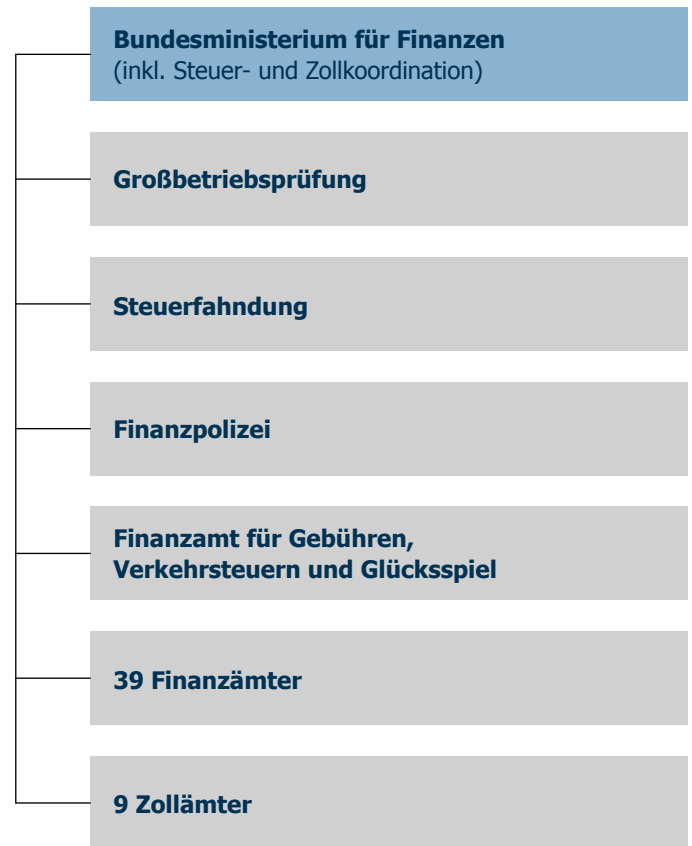 Bundesministerium für Finanzen
(inkl. Steuer- und Zollkoordination)
Großbetriebsprüfung
Steuerfahndung
Finanzpolizei
Finanzamt für Gebühren,
Verkehrsteuern und Glücksspiel
39 Finanzämter
9 Zollämter